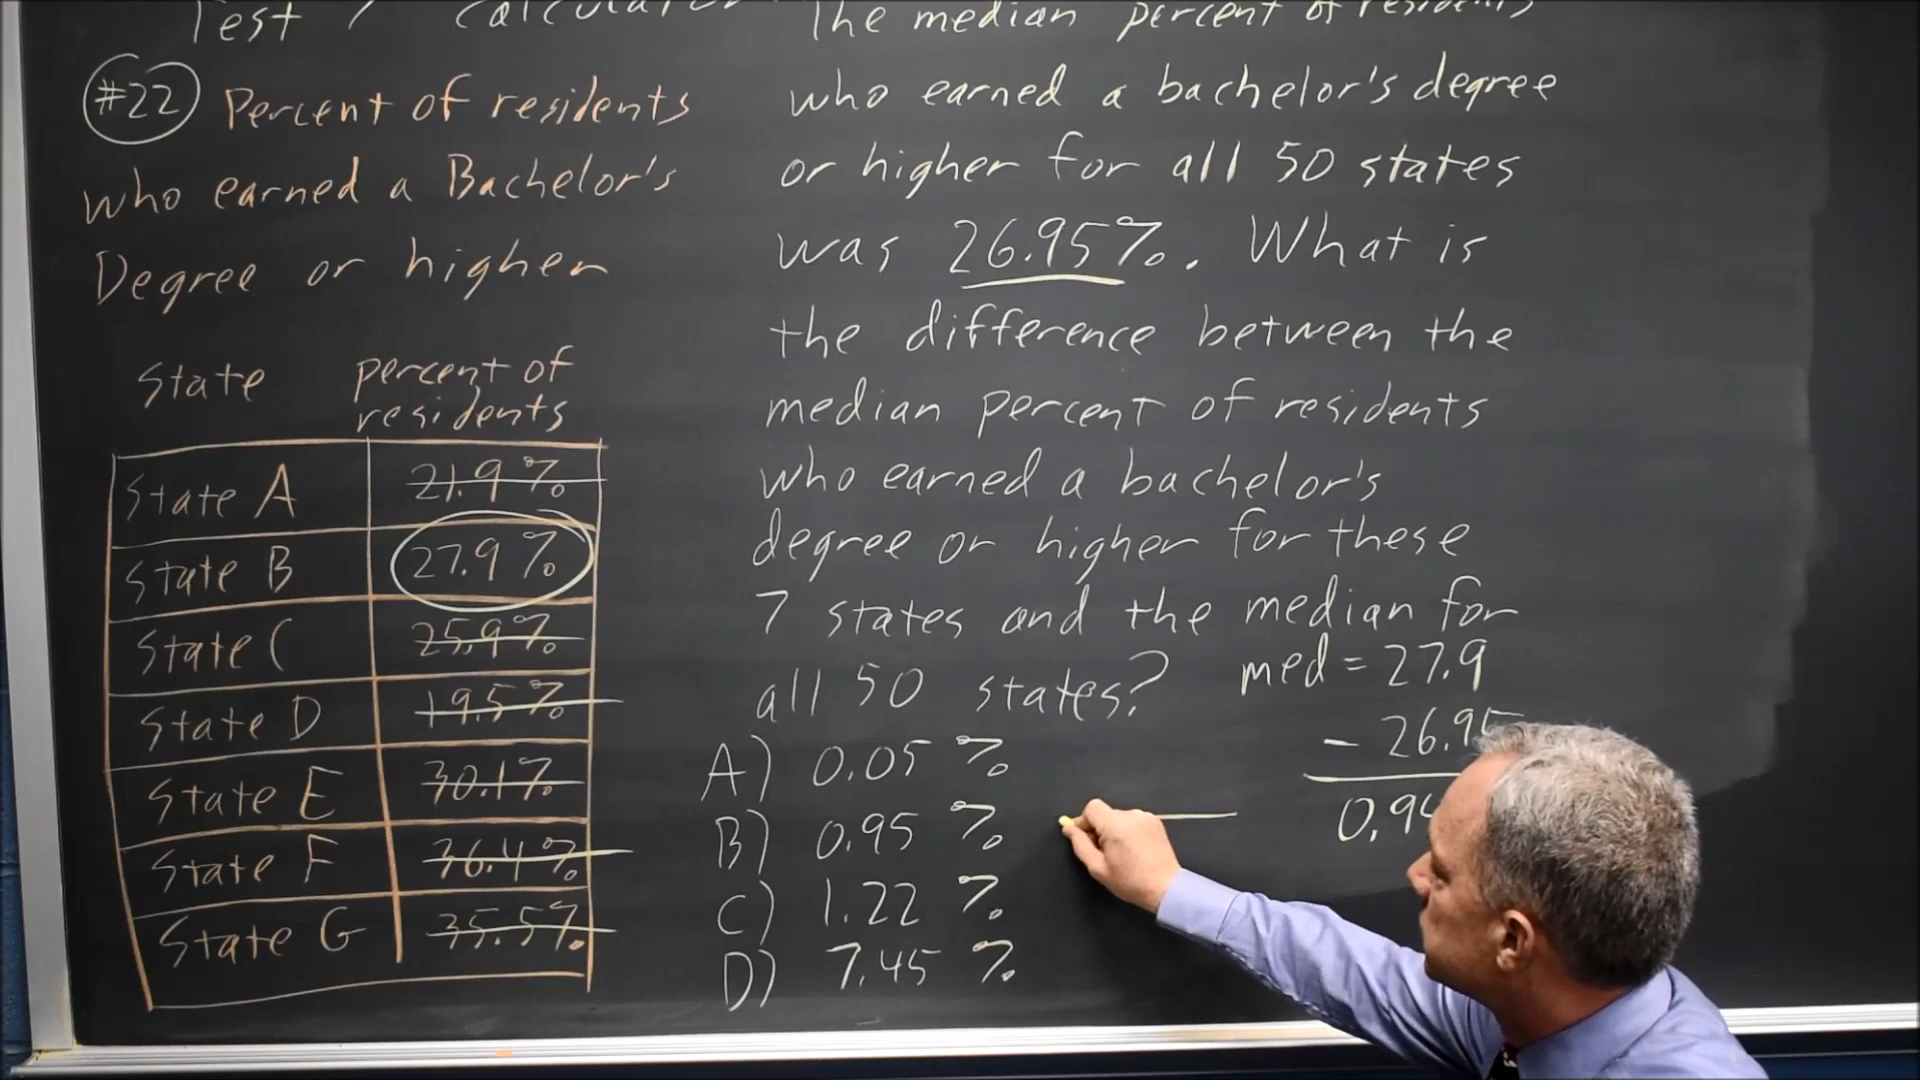 Test 7 Calculator
#22 Percent of residents
who earned a Bachelor's
Degree or higher
State percent of
residents
State A 21.9%
State B 27.9%
State C 25.9%
State D 19.5%
State E 30.1%
State F 36.4%
State G 35.5%
The median percent of residents
who earned a bachelor's degree
or higher for all 50 states
was 26.95%. What is
the difference between the
median percent of residents
who earned a bachelor's
degree or higher for these
7 states and the median for
all 50 states?
A) 0.05 %
B) 0.95 %
C) 1.22 %
D) 7.45 %
med = 27.9
- 26.95
0.9